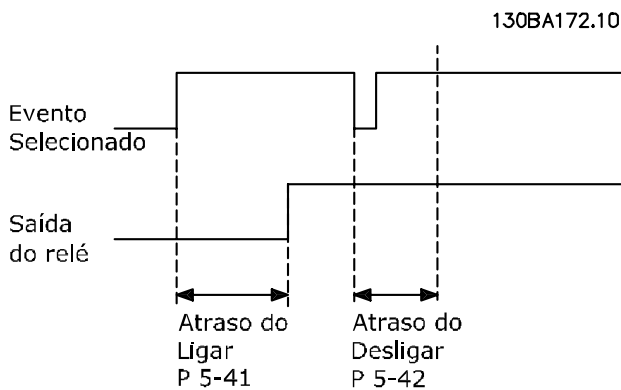 130BA172.10
Evento
Selecionado
Saída
do relé
Atraso do
Ligar
P 5-41
Atraso do
Desligar
P 5-42